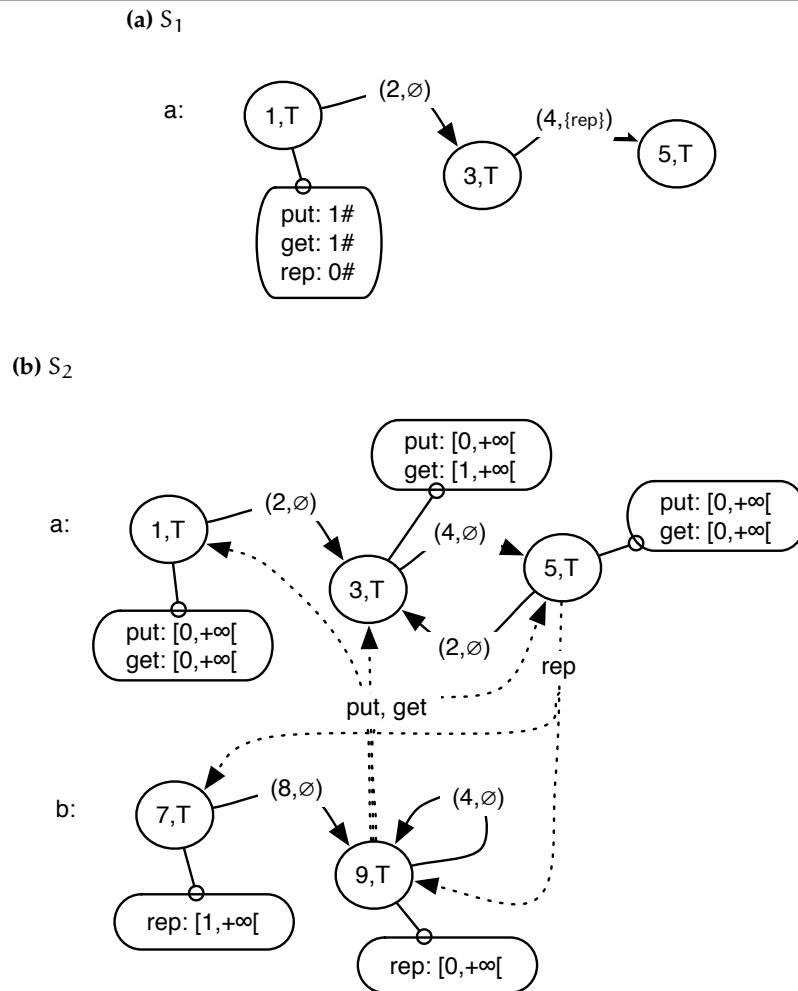 (a) S1
a:
1,T
(2,∅)
3,T
(4,{rep})
5,T
put: 1#
get: 1#
rep: 0#
(b) S2
a:
1,T
(2,∅)
put: [0,+∞[
get: [1,+∞[
3,T
(4,∅)
5,T
put: [0,+∞[
get: [0,+∞[
put: [0,+∞[
get: [0,+∞[
(2,∅)
rep
put, get
b:
7,T
(8,∅)
9,T
(4,∅)
rep: [1,+∞[
rep: [0,+∞[